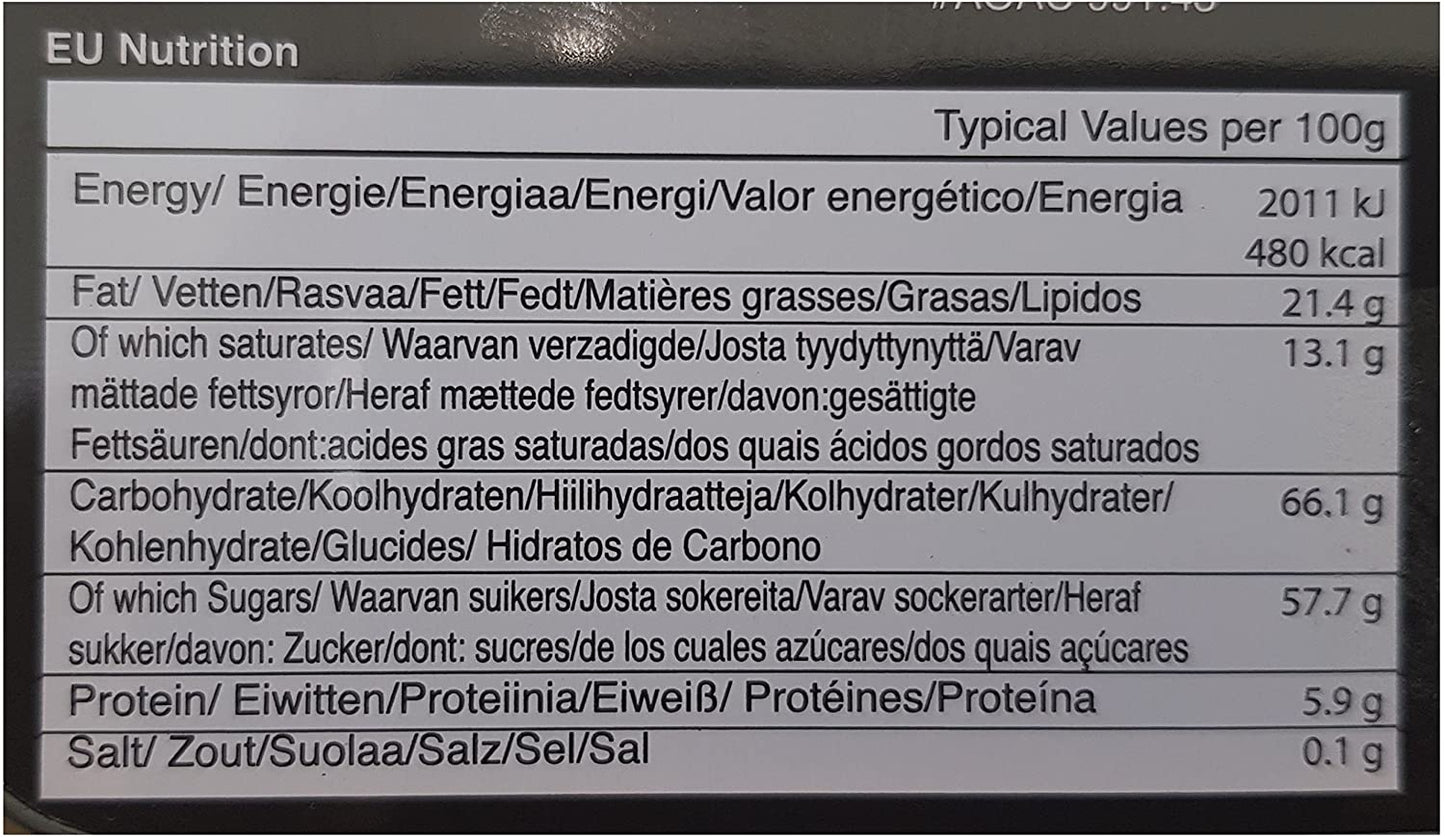 EU Nutrition
Typical Values per 100g
Energy/ Energie/Energiaa/Energi/Valor energético/Energia 2011 kJ
480 kcal
Fat/ Vetten/Rasvaa/Fett/Fedt/Matières grasses/Grasas/Lipidos 21.4 g
Of which saturates/ Waarvan verzadigde/Josta tyydyttynyttä/Varav 13.1 g
mättade fettsyror/Heraf mættede fedtsyrer/davon:gesättigte
Fettsäuren/dont:acides gras saturadas/dos quais ácidos gordos saturados
Carbohydrate/Koolhydraten/Hiilihydraatteja/Kolhydrater/Kulhydrater/ 66.1 g
Kohlenhydrate/Glucides/ Hidratos de Carbono
Of which Sugars/ Waarvan suikers/Josta sokereita/Varav sockerarter/Heraf 57.7 g
sukker/davon: Zucker/dont: sucres/de los cuales azúcares/dos quais açúcares
Protein/ Eiwitten/Proteiinia/Eiweiß/ Protéines/Proteína 5.9 g
Salt/ Zout/Suolaa/Salz/Sel/Sal 0.1 g